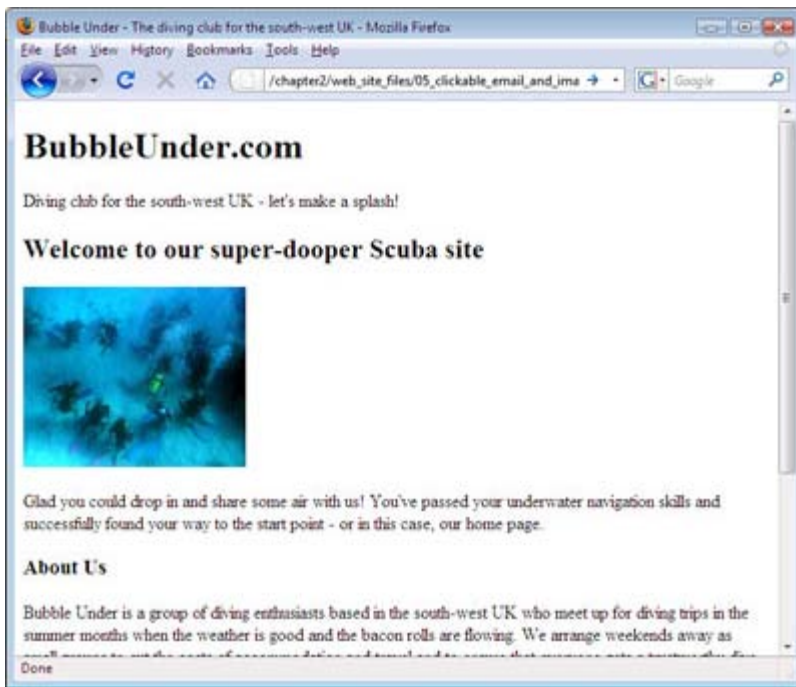 Bubble Under - The diving club for the south-west UK - Mozilla Firefox
File Edit View History Bookmarks Tools Help
/chapter2/web_site_files/05_clickable_email_and_ima
Google
BubbleUnder.com
Diving club for the south-west UK - let's make a splash!
Welcome to our super-dooper Scuba site
Glad you could drop in and share some air with us! You've passed your underwater navigation skills and
successfully found your way to the start point - or in this case, our home page.
About Us
Bubble Under is a group of diving enthusiasts based in the south-west UK who meet up for diving trips in the
summer months when the weather is good and the bacon rolls are flowing. We arrange weekends away as
Done